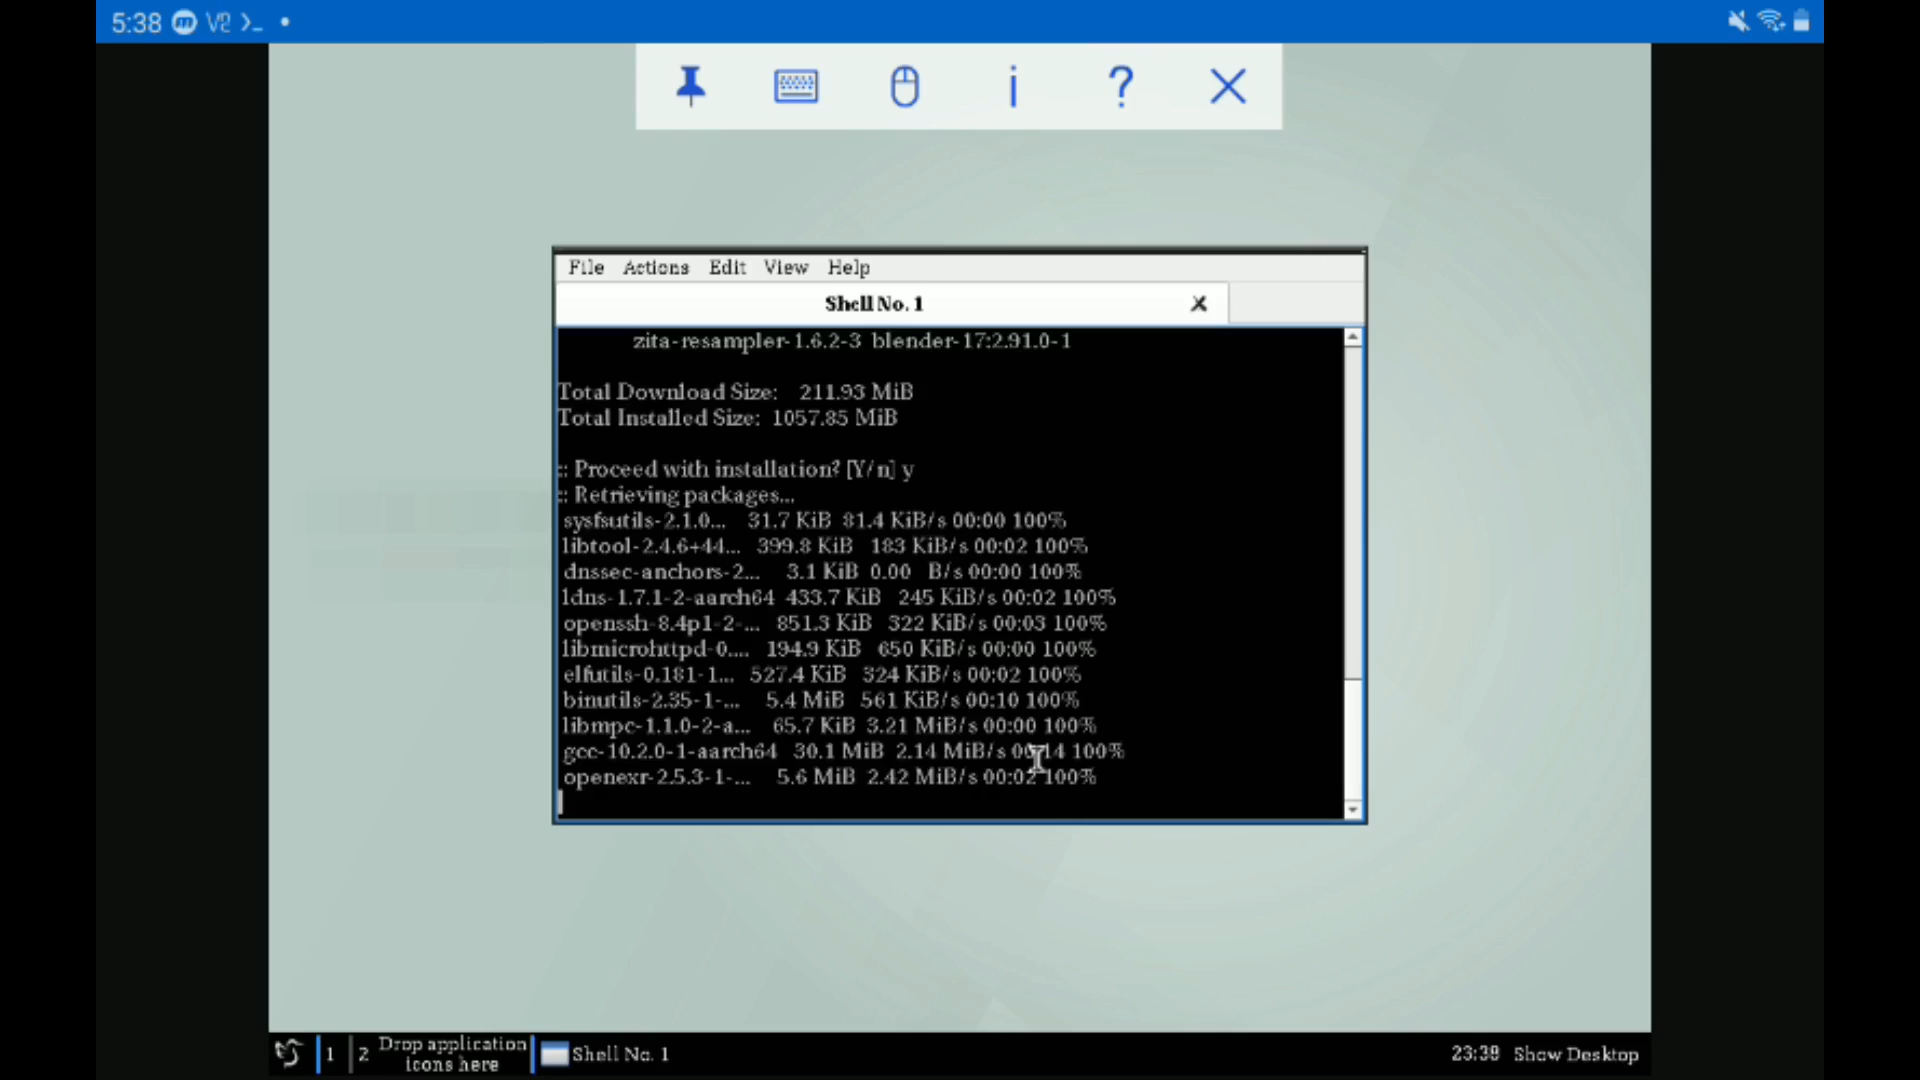 5:38 V2 >_ •
i ?
File Actions Edit View Help
Shell No. 1
zita-resampler-1.6.2-3 blender-17:2.91.0-1
Total Download Size: 211.93 MiB
Total Installed Size: 1057.85 MiB
:: Proceed with installation? [Y/n] y
:: Retrieving packages...
sysfsutils-2.1.0... 31.7 KiB 81.4 KiB/s 00:00 100%
libtool-2.4.6+44... 399.8 KiB 183 KiB/s 00:02 100%
dnssec-anchors-2... 3.1 KiB 0.00 B/s 00:00 100%
ldns-1.7.1-2-aarch64 433.7 KiB 245 KiB/s 00:02 100%
openssh-8.4p1-2-... 851.3 KiB 322 KiB/s 00:03 100%
libmicrohttpd-0.... 194.9 KiB 650 KiB/s 00:00 100%
elfutils-0.181-1... 527.4 KiB 324 KiB/s 00:02 100%
binutils-2.35-1-... 5.4 MiB 561 KiB/s 00:10 100%
libmpc-1.1.0-2-a... 65.7 KiB 3.21 MiB/s 00:00 100%
gcc-10.2.0-1-aarch64 30.1 MiB 2.14 MiB/s 00:14 100%
openexr-2.5.3-1-... 5.6 MiB 2.42 MiB/s 00:02 100%
1 2 Drop application
icons here
Shell No. 1
23:38 Show Desktop